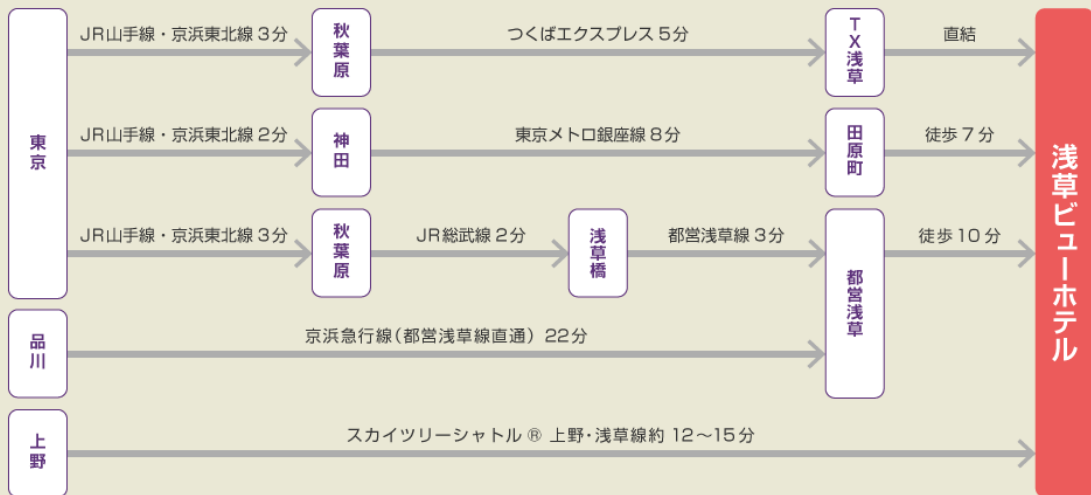 東京
JR山手線・京浜東北線 3分
秋葉原
つくばエクスプレス 5分
TX浅草
直結
JR山手線・京浜東北線 2分
神田
東京メトロ銀座線 8分
田原町
徒歩 7 分
JR山手線・京浜東北線 3分
秋葉原
JR総武線 2分
浅草橋
都営浅草線 3分
都営浅草
徒歩 10 分
品川
京浜急行線(都営浅草線直通) 22分
上野
スカイツリーシャトル ® 上野・浅草線約 12〜15分
浅草ビューホテル